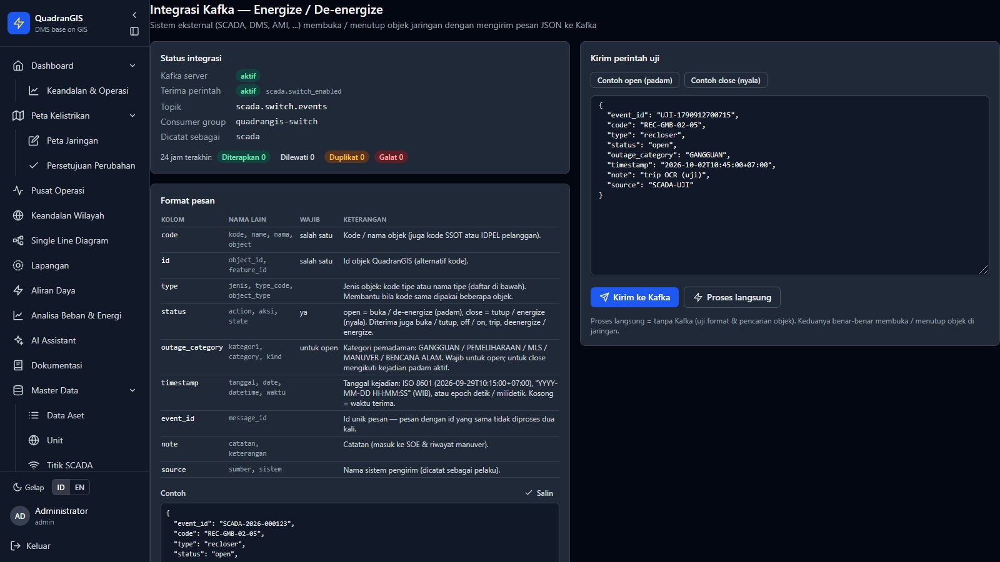 QuadranGIS
DMS base on GIS
Dashboard
Keandalan & Operasi
Peta Kelistrikan
Peta Jaringan
Persetujuan Perubahan
Pusat Operasi
Keandalan Wilayah
Single Line Diagram
Lapangan
Aliran Daya
Analisa Beban & Energi
AI Assistant
Dokumentasi
Master Data
Data Aset
Unit
Titik SCADA
Gelap ID EN
AD Administrator
admin
Keluar
Integrasi Kafka — Energize / De-energize
Sistem eksternal (SCADA, DMS, AMI, ...) membuka / menutup objek jaringan dengan mengirim pesan JSON ke Kafka
Status integrasi
Kafka server aktif
Terima perintah aktif scada.switch_enabled
Topik scada.switch.events
Consumer group quadrangis-switch
Dicatat sebagai scada
24 jam terakhir: Diterapkan 0 Dilewati 0 Duplikat 0 Galat 0
Format pesan
KOLOM NAMA LAIN WAJIB KETERANGAN
code kode, name, nama, object salah satu Kode / nama objek (juga kode SSOT atau IDPEL pelanggan).
id object_id, feature_id salah satu Id objek QuadranGIS (alternatif kode).
type jenis, type_code, object_type Jenis objek: kode tipe atau nama tipe (daftar di bawah). Membantu bila kode sama dipakai beberapa objek.
status action, aksi, state ya open = buka / de-energize (padam), close = tutup / energize (nyala). Diterima juga buka / tutup, off / on, trip, deenergize / energize.
outage_category kategori, category, kind untuk open Kategori pemadaman: GANGGUAN / PEMELIHARAAN / MLS / MANUVER / BENCANA ALAM. Wajib untuk open; untuk close mengikuti kejadian padam aktif.
timestamp tanggal, date, datetime, waktu Tanggal kejadian: ISO 8601 (2026-09-29T10:15:00+07:00), "YYYY-MM-DD HH:MM:SS" (WIB), atau epoch detik / milidetik. Kosong = waktu terima.
event_id message_id Id unik pesan — pesan dengan id yang sama tidak diproses dua kali.
note catatan, keterangan Catatan (masuk ke SOE & riwayat manuver).
source sumber, sistem Nama sistem pengirim (dicatat sebagai pelaku).
Contoh Salin
{
"event_id": "SCADA-2026-000123",
"code": "REC-GMB-02-05",
"type": "recloser",
"status": "open",
Kirim perintah uji
Contoh open (padam) Contoh close (nyala)
{
"event_id": "UJI-1790912700715",
"code": "REC-GMB-02-05",
"type": "recloser",
"status": "open",
"outage_category": "GANGGUAN",
"timestamp": "2026-10-02T10:45:00+07:00",
"note": "trip OCR (uji)",
"source": "SCADA-UJI"
}
Kirim ke Kafka Proses langsung
Proses langsung = tanpa Kafka (uji format & pencarian objek). Keduanya benar-benar membuka / menutup objek di
jaringan.